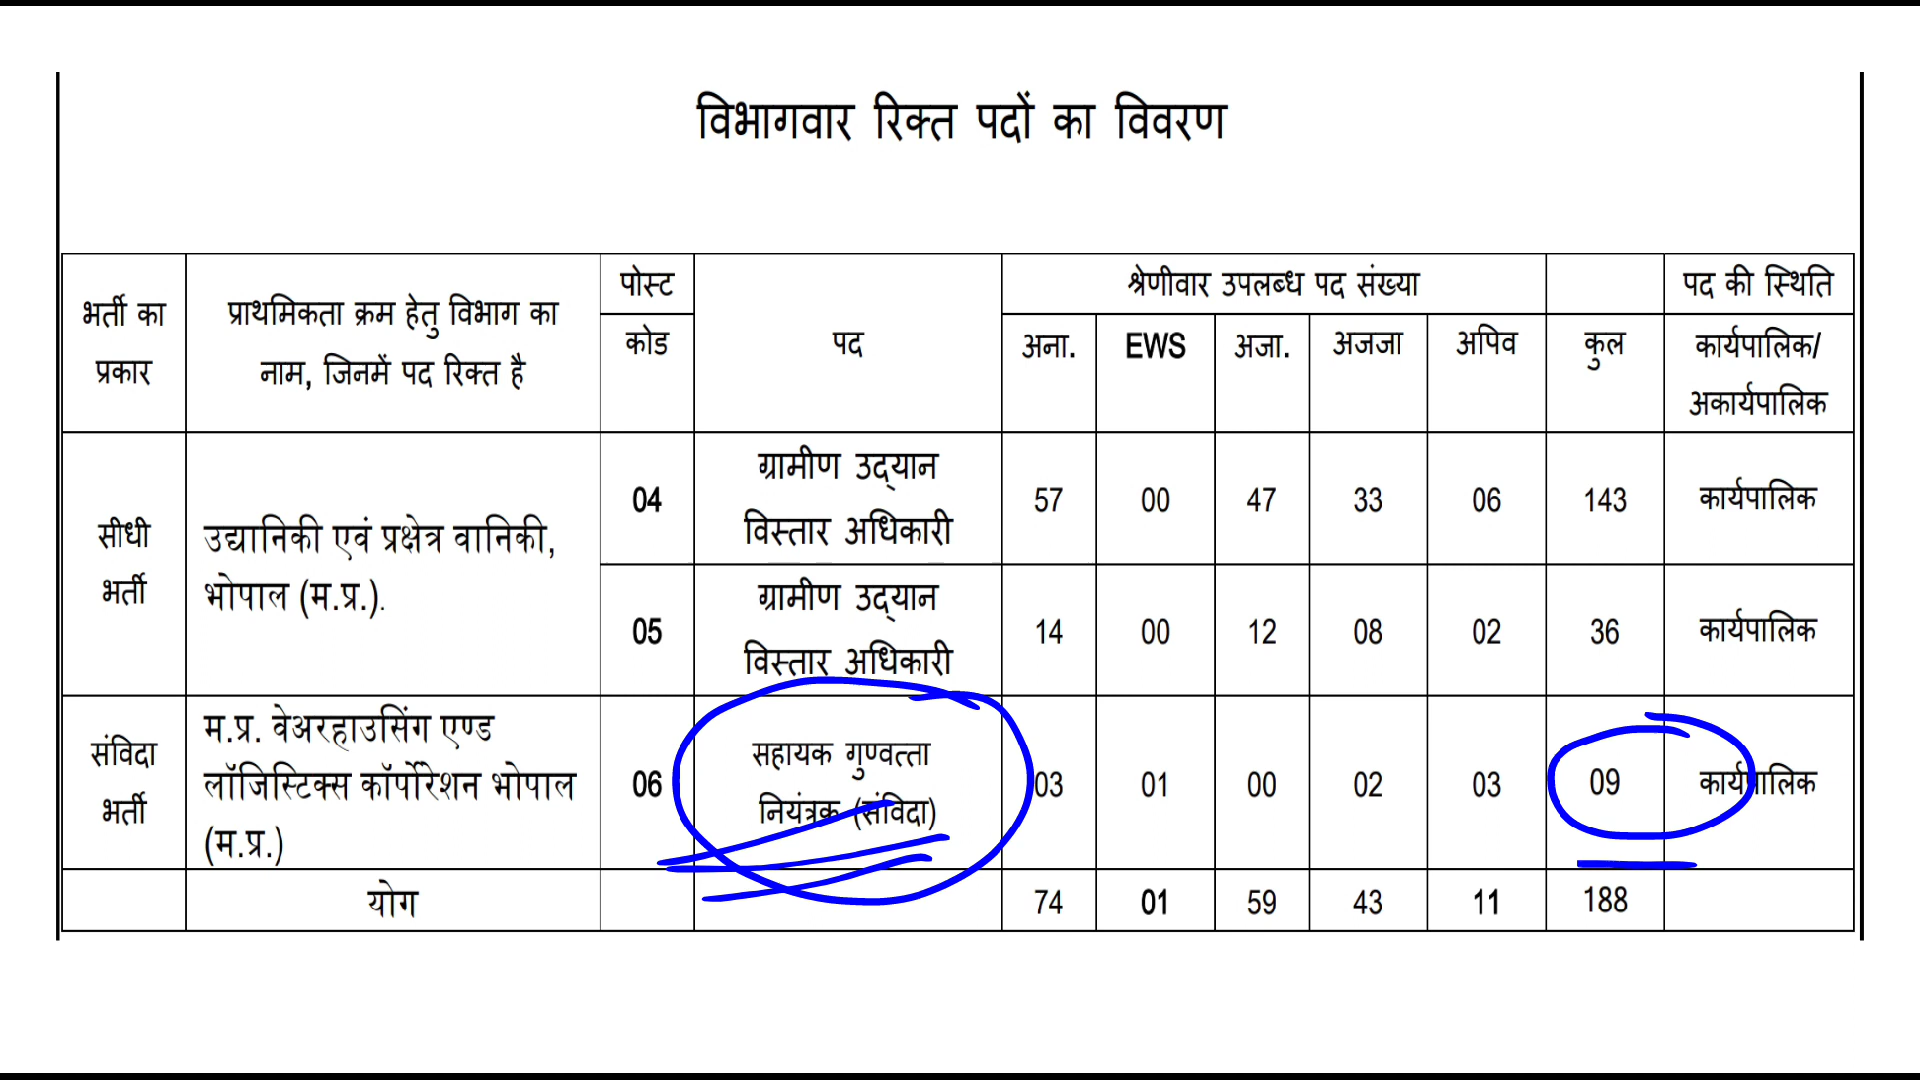 विभागवार रिक्त पदों का विवरण
भर्ती का प्रकार
प्राथमिकता क्रम हेतु विभाग का
नाम, जिनमें पद रिक्त है
पोस्ट
कोड
पद
श्रेणीवार उपलब्ध पद संख्या
अना. EWS अजा. अजजा अपिव कुल
पद की स्थिति
कार्यपालिक/
अकार्यपालिक
सीधी
भर्ती
उद्यानिकी एवं प्रक्षेत्र वानिकी,
भोपाल (म.प्र.).
04
ग्रामीण उद्यान
विस्तार अधिकारी
57 00 47 33 06 143 कार्यपालिक
05
ग्रामीण उद्यान
विस्तार अधिकारी
14 00 12 08 02 36 कार्यपालिक
संविदा
भर्ती
म.प्र. वेअरहाउसिंग एण्ड
लॉजिस्टिक्स कॉर्पोरेशन भोपाल
(म.प्र.)
06
सहायक गुण्वत्ता
नियंत्रक (संविदा)
03 01 00 02 03 09 कार्यपालिक
योग 74 01 59 43 11 188